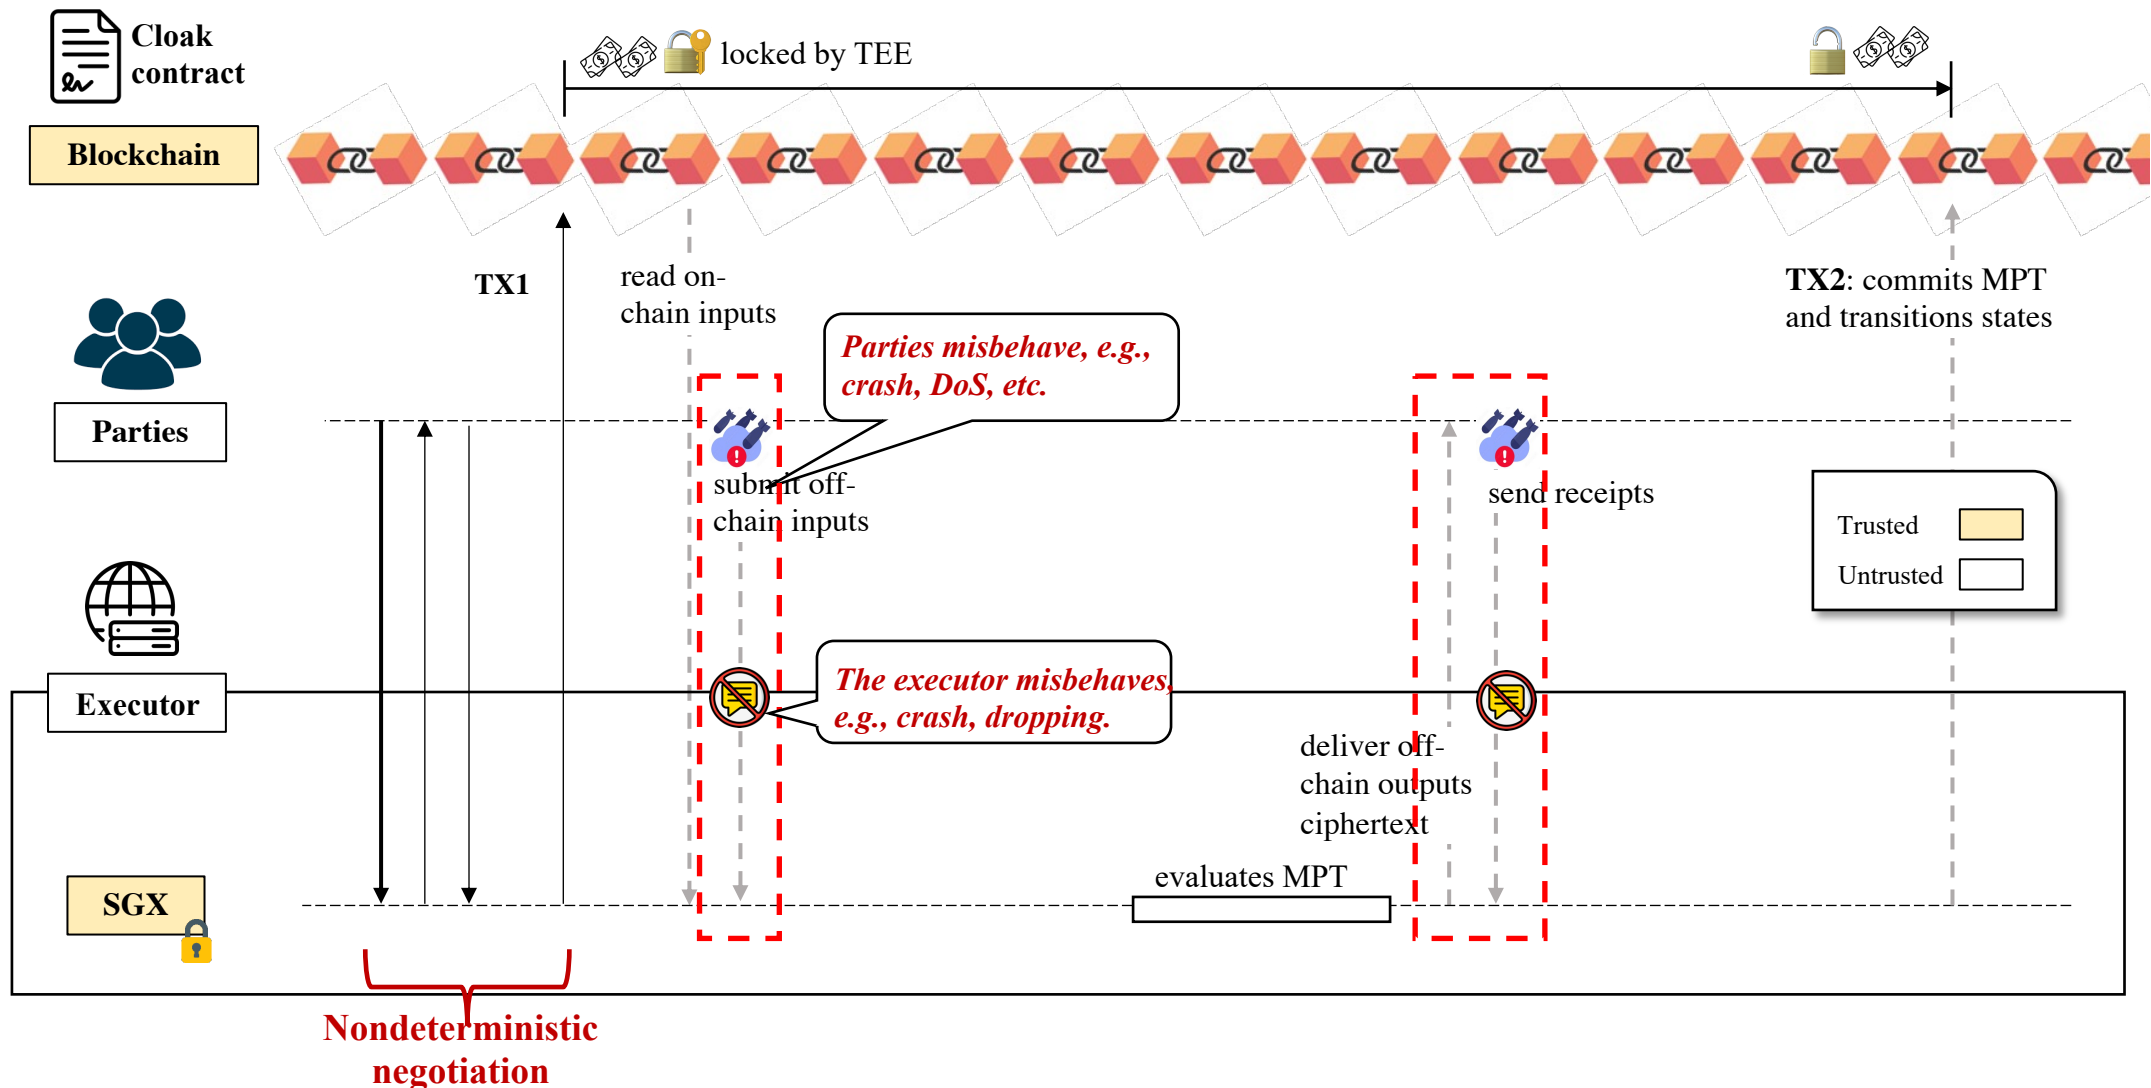 Cloak
contract
locked by TEE
Blockchain
TX1
read on-
chain inputs
TX2: commits MPT
and transitions states
Parties misbehave, e.g.,
crash, DoS, etc.
Parties
submit off-
chain inputs
send receipts
Trusted
Untrusted
Executor
The executor misbehaves,
e.g., crash, dropping.
deliver off-
chain outputs
ciphertext
evaluates MPT
SGX
Nondeterministic
negotiation